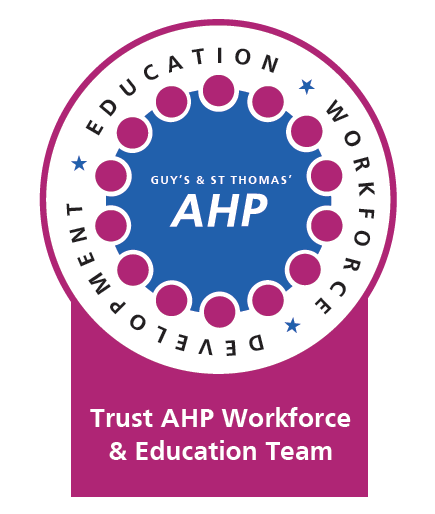 EDUCATION ★ WORKFORCE ★ DEVELOPMENT ★
GUY'S & ST THOMAS'
AHP
Trust AHP Workforce
& Education Team